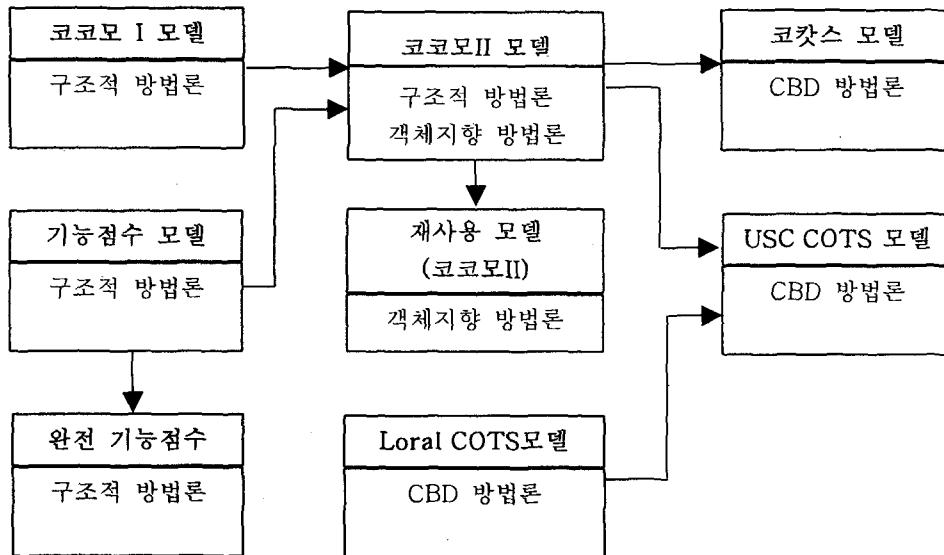 코코모 I 모델
구조적 방법론
코코모II 모델
구조적 방법론
객체지향 방법론
코캇스 모델
CBD 방법론
기능점수 모델
구조적 방법론
재사용 모델
(코코모II)
객체지향 방법론
USC COTS 모델
CBD 방법론
완전 기능점수
구조적 방법론
Loral COTS모델
CBD 방법론